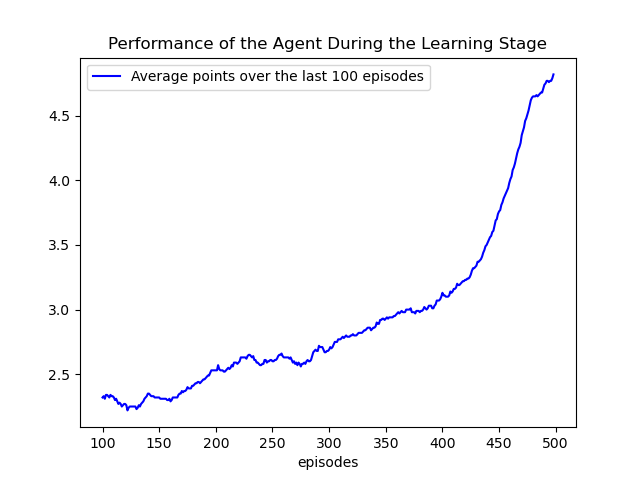 Performance of the Agent During the Learning Stage
Average points over the last 100 episodes
4.5
4.0
3.5
3.0
2.5
100 150 200 250 300 350 400 450 500
episodes